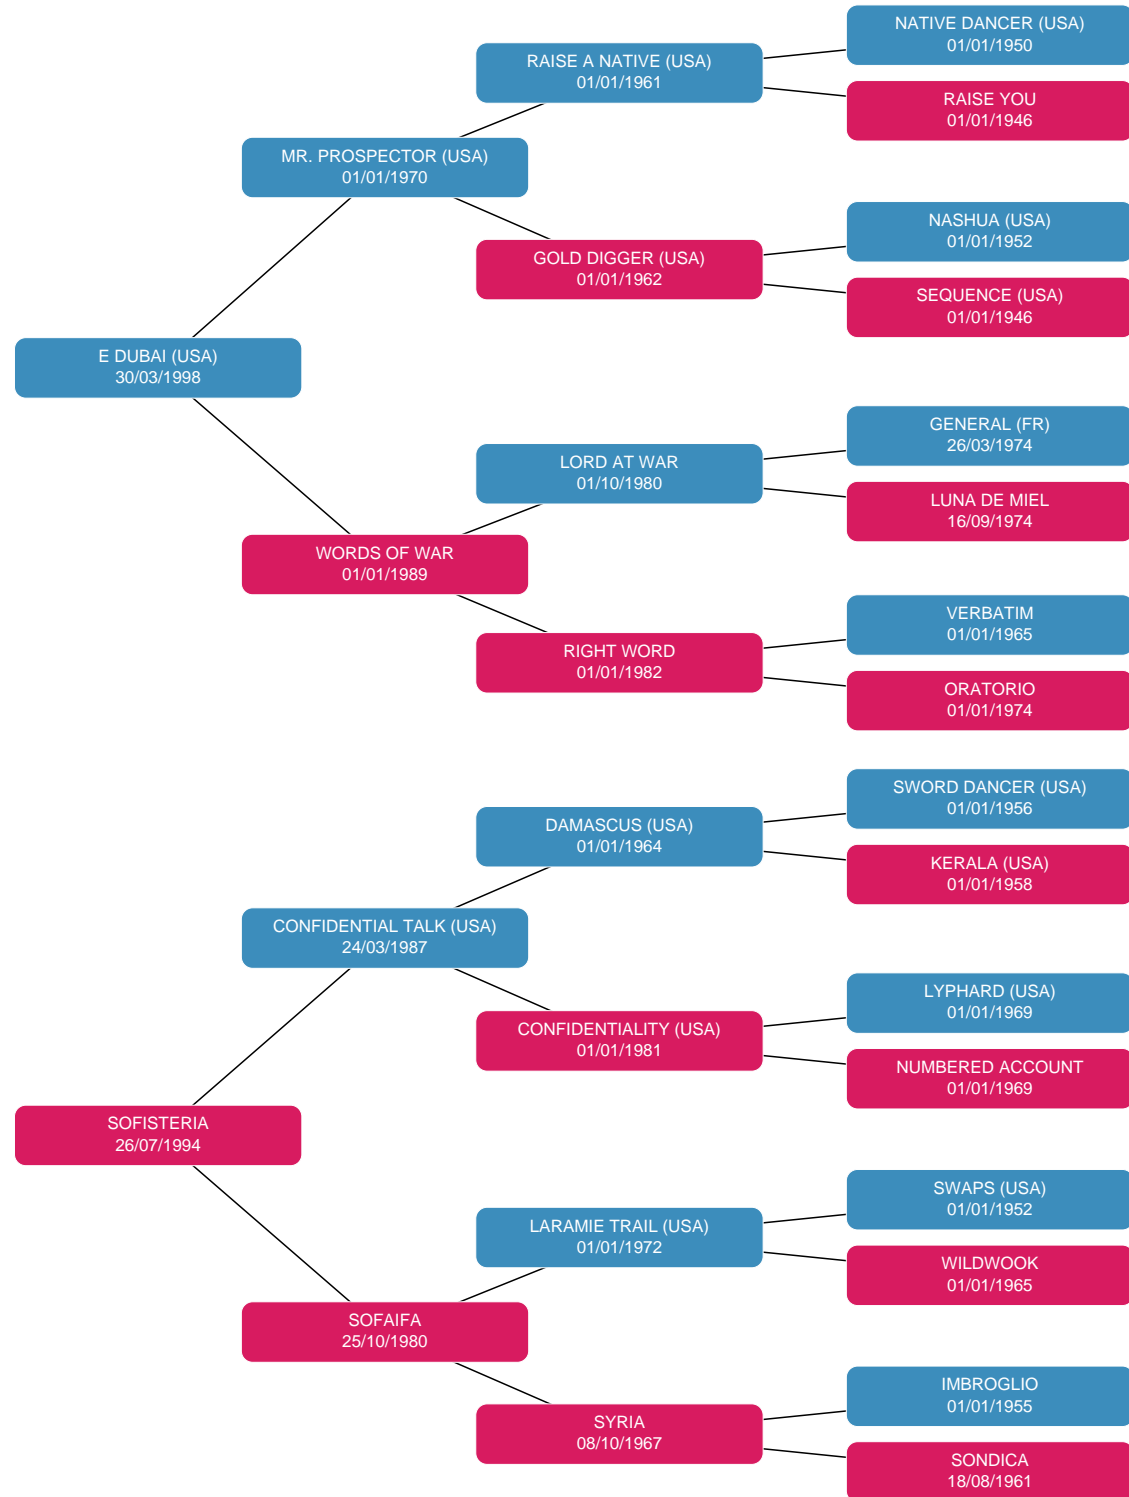 NATIVE DANCER (USA)
01/01/1950
RAISE A NATIVE (USA)
01/01/1961
RAISE YOU
01/01/1946
MR. PROSPECTOR (USA)
01/01/1970
NASHUA (USA)
01/01/1952
GOLD DIGGER (USA)
01/01/1962
SEQUENCE (USA)
01/01/1946
E DUBAI (USA)
30/03/1998
GENERAL (FR)
26/03/1974
LORD AT WAR
01/10/1980
LUNA DE MIEL
16/09/1974
WORDS OF WAR
01/01/1989
VERBATIM
01/01/1965
RIGHT WORD
01/01/1982
ORATORIO
01/01/1974
SWORD DANCER (USA)
01/01/1956
DAMASCUS (USA)
01/01/1964
KERALA (USA)
01/01/1958
CONFIDENTIAL TALK (USA)
24/03/1987
LYPHARD (USA)
01/01/1969
CONFIDENTIALITY (USA)
01/01/1981
NUMBERED ACCOUNT
01/01/1969
SOFISTERIA
26/07/1994
SWAPS (USA)
01/01/1952
LARAMIE TRAIL (USA)
01/01/1972
WILDWOOK
01/01/1965
SOFAIFA
25/10/1980
IMBROGLIO
01/01/1955
SYRIA
08/10/1967
SONDICA
18/08/1961